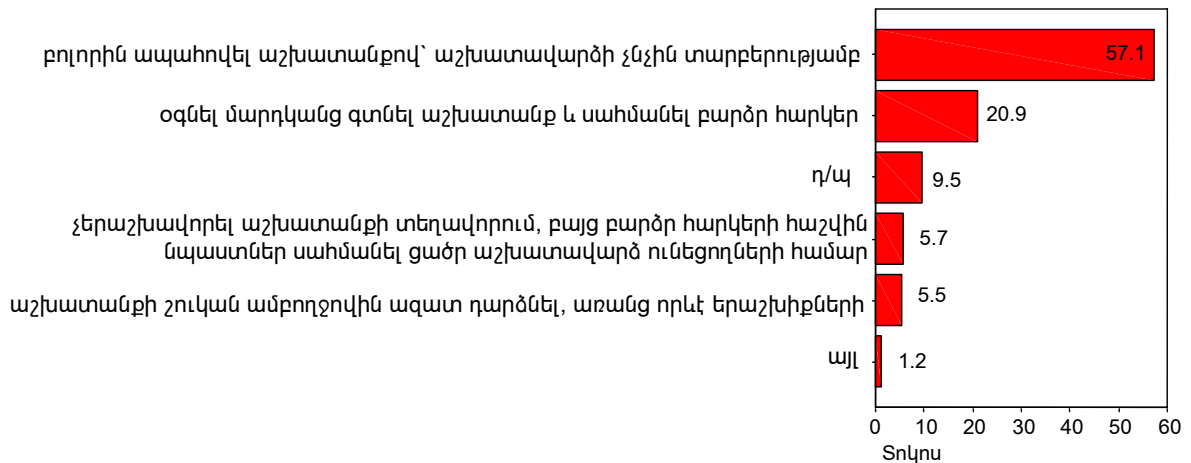 բոլորին ապահովել աշխատանքով` աշխատավարձի չնչին տարբերությամբ
57.1
օգնել մարդկանց գտնել աշխատանք և սահմանել բարձր հարկեր
20.9
դ/պ
9.5
չերաշխավորել աշխատանքի տեղավորում, բայց բարձր հարկերի հաշվին
նպաստներ սահմանել ցածր աշխատավարձ ունեցողների համար
5.7
աշխատանքի շուկան ամբողջովին ազատ դարձնել, առանց որևէ երաշխիքների
5.5
այլ
1.2
0 10 20 30 40 50 60
Տոկոս